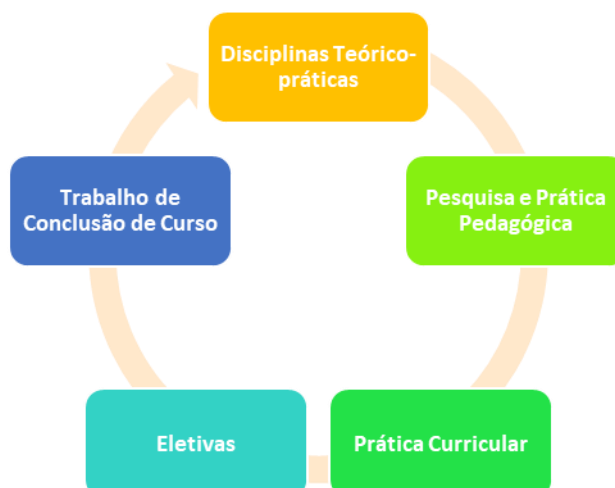 Disciplinas Teórico-
práticas
Pesquisa e Prática
Pedagógica
Prática Curricular
Eletivas
Trabalho de
Conclusão de Curso